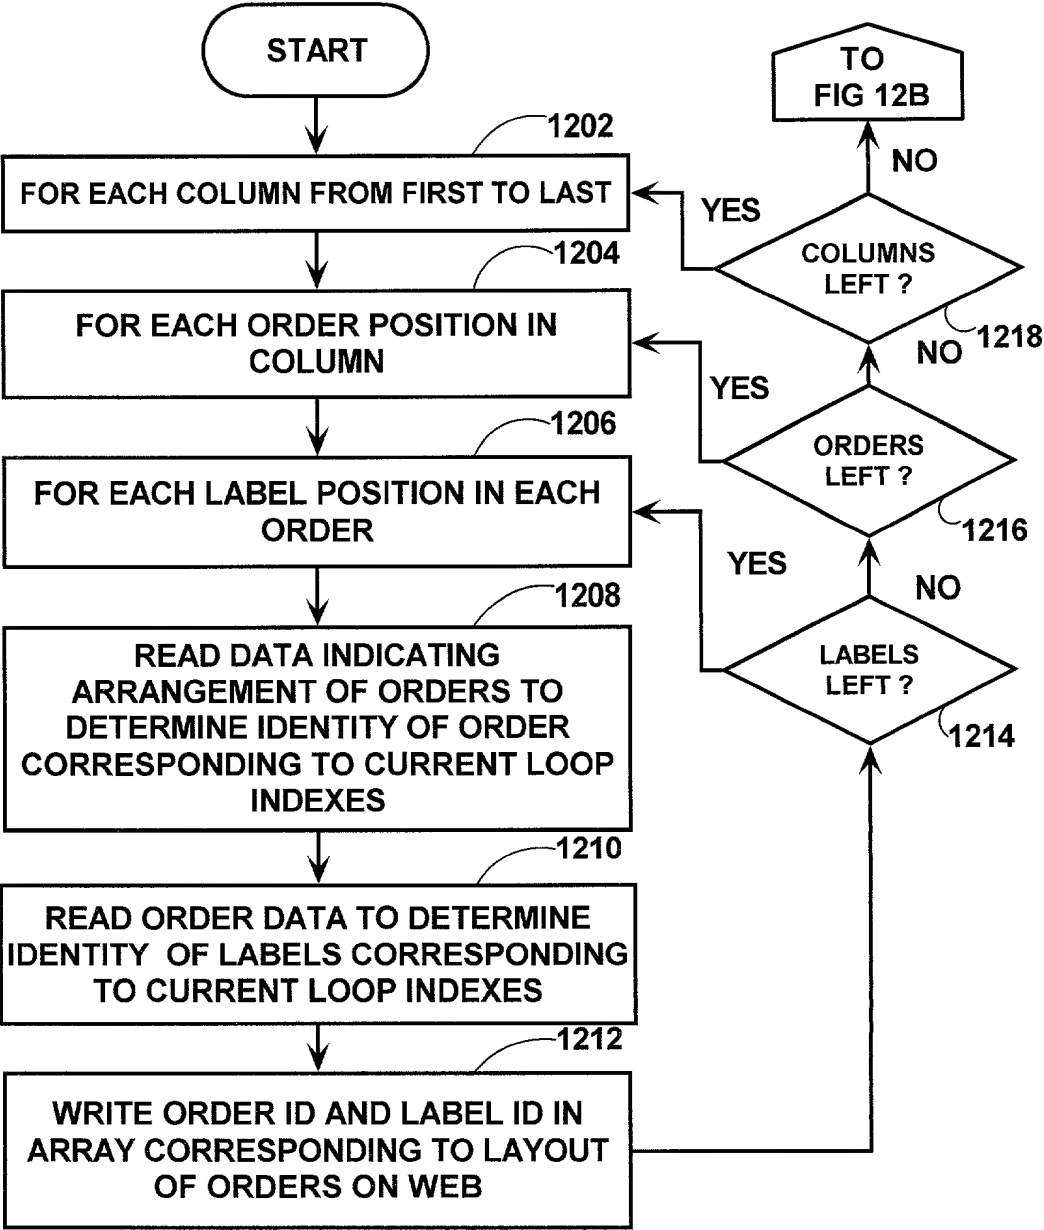 START
1202
FOR EACH COLUMN FROM FIRST TO LAST
1204
FOR EACH ORDER POSITION IN
COLUMN
1206
FOR EACH LABEL POSITION IN EACH
ORDER
1208
READ DATA INDICATING
ARRANGEMENT OF ORDERS TO
DETERMINE IDENTITY OF ORDER
CORRESPONDING TO CURRENT LOOP
INDEXES
1210
READ ORDER DATA TO DETERMINE
IDENTITY OF LABELS CORRESPONDING
TO CURRENT LOOP INDEXES
1212
WRITE ORDER ID AND LABEL ID IN
ARRAY CORRESPONDING TO LAYOUT
OF ORDERS ON WEB
LABELS
LEFT ?
1214
YES
NO
ORDERS
LEFT ?
1216
YES
NO
COLUMNS
LEFT ?
1218
YES
NO
TO
FIG 12B